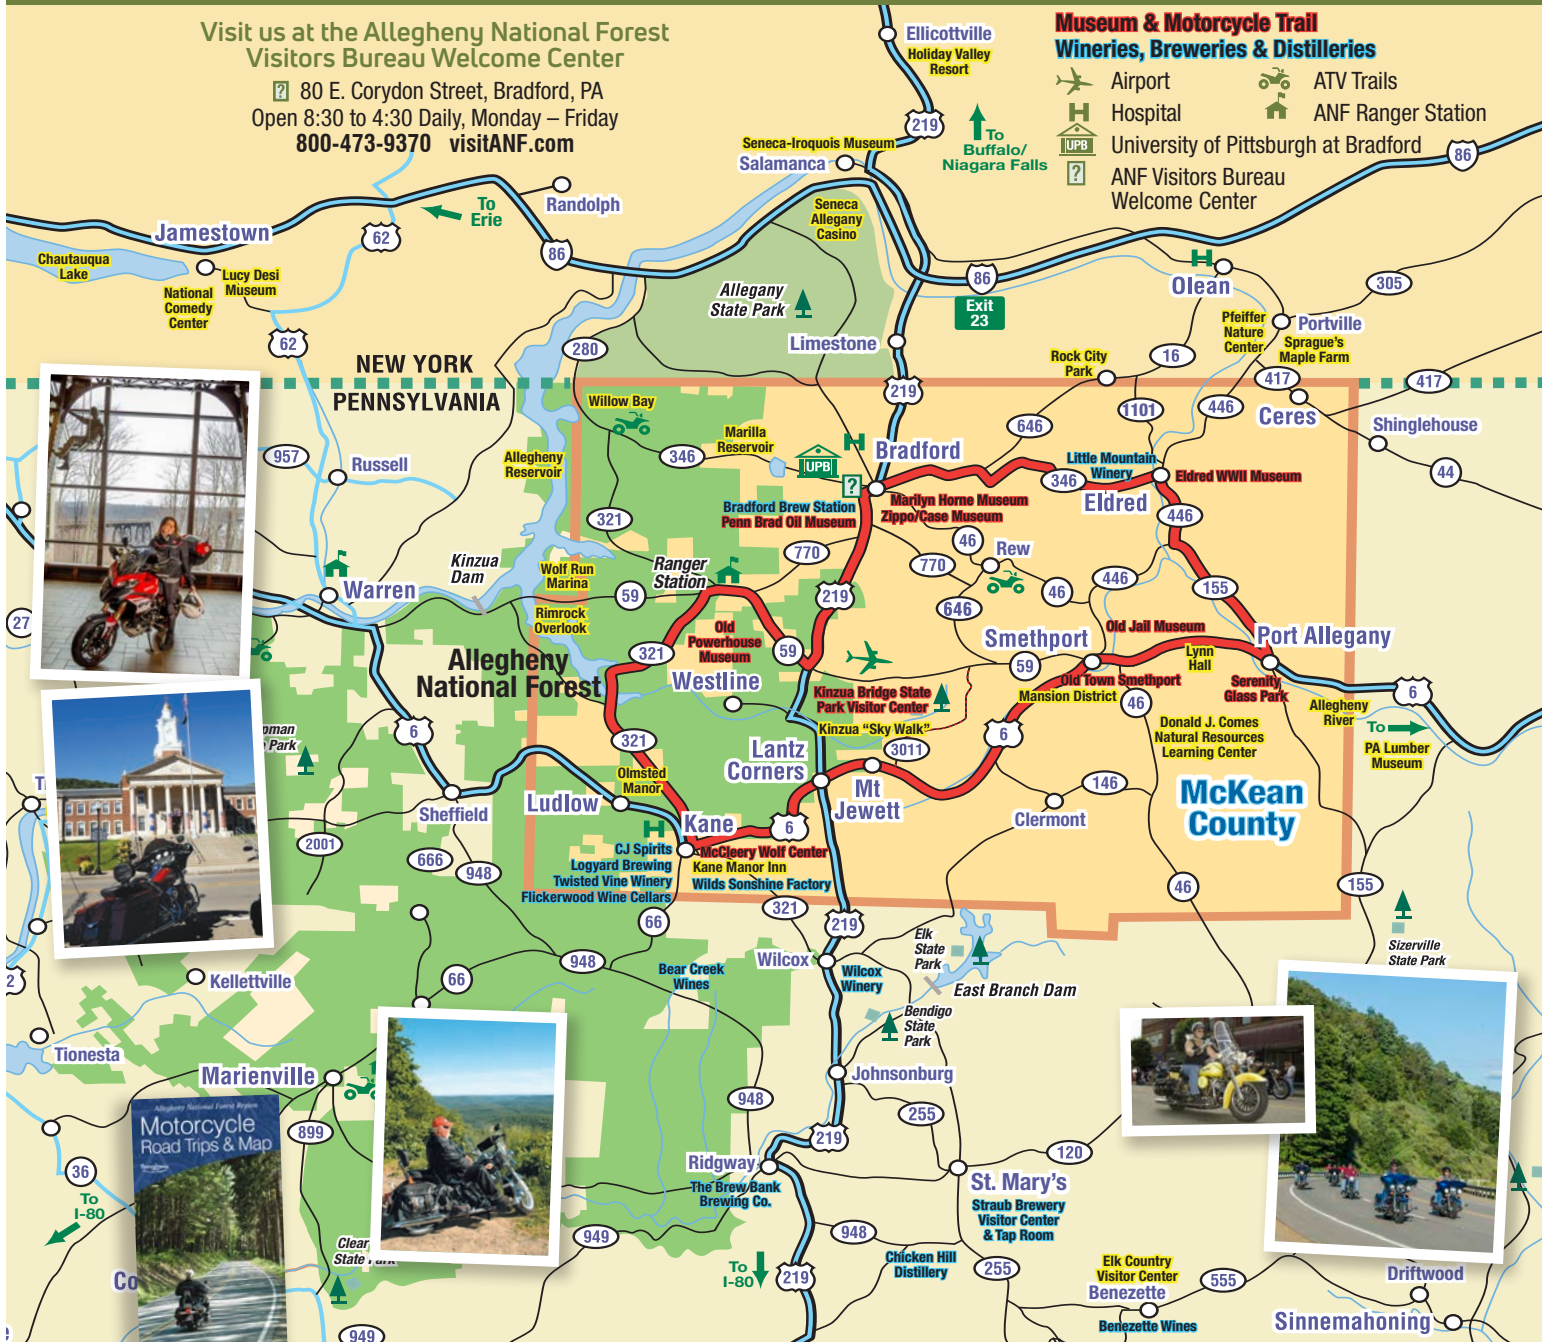 Visit us at the Allegheny National Forest
Visitors Bureau Welcome Center
? 80 E. Corydon Street, Bradford, PA
Open 8:30 to 4:30 Daily, Monday – Friday
800-473-9370 visitANF.com
Museum & Motorcycle Trail
Wineries, Breweries & Distilleries
Airport
ATV Trails
H Hospital
ANF Ranger Station
UPB University of Pittsburgh at Bradford
? ANF Visitors Bureau
Welcome Center
Ellicottville
Holiday Valley
Resort
219
To
Buffalo/
Niagara Falls
86
Seneca-Iroquois Museum
Salamanca
Randolph
To
Erie
62
Jamestown
86
Seneca
Allegany
Casino
Chautauqua
Lake
Lucy Desi
Museum
National
Comedy
Center
86
Exit
23
H
Olean
305
Allegany
State Park
Pfeiffer
Nature
Center
Portville
Sprague's
Maple Farm
62
280
Limestone
Rock City
Park
16
NEW YORK
PENNSYLVANIA
219
417
417
Willow Bay
1101
446
Ceres
Shinglehouse
646
Marilla
Reservoir
H
UPB
Bradford
957
Russell
Allegheny
Reservoir
346
Little Mountain
Winery
346
Eldred WWII Museum
Eldred
44
?
Bradford Brew Station
Penn Brad Oil Museum
Marilyn Horne Museum
Zippo/Case Museum
321
446
46
Rew
770
770
Kinzua
Dam
Wolf Run
Marina
Ranger
Station
446
155
46
Warren
59
219
646
27
Rimrock
Overlook
Old
Powerhouse
Museum
Old Jail Museum
Smethport
Port Allegany
59
321
Lynn
Hall
59
Allegheny
National Forest
Westline
Old Town Smethport
Mansion District
Serenity
Glass Park
Kinzua Bridge State
Park Visitor Center
46
6
Allegheny
River
Kinzua "Sky Walk"
Donald J. Comes
Natural Resources
Learning Center
To
PA Lumber
Museum
pman
Park
6
321
Lantz
Corners
3011
6
Olmsted
Manor
146
McKean
County
Ludlow
Mt
Jewett
Sheffield
Clermont
Kane
6
H
2001
666
948
CJ Spirits
Logyard Brewing
Twisted Vine Winery
Flickerwood Wine Cellars
McCleery Wolf Center
Kane Manor Inn
Wilds Sonshine Factory
46
155
321
66
219
Elk
State
Park
Sizerville
State Park
Wilcox
948
Wilcox
Winery
Bear Creek
Wines
66
Kellettville
2
East Branch Dam
Bendigo
State
Park
Tionesta
Marienville
Johnsonburg
948
255
Allegheny National Forest Region
Motorcycle
Road Trips & Map
899
219
120
36
To
I-80
Ridgway
The Brew Bank
Brewing Co.
St. Mary's
Straub Brewery
Visitor Center
& Tap Room
949
948
Clear
State Park
Chicken Hill
Distillery
255
To
I-80
219
Elk Country
Visitor Center
Benezette
555
Driftwood
Co
Benezette Wines
Sinnemahoning
949